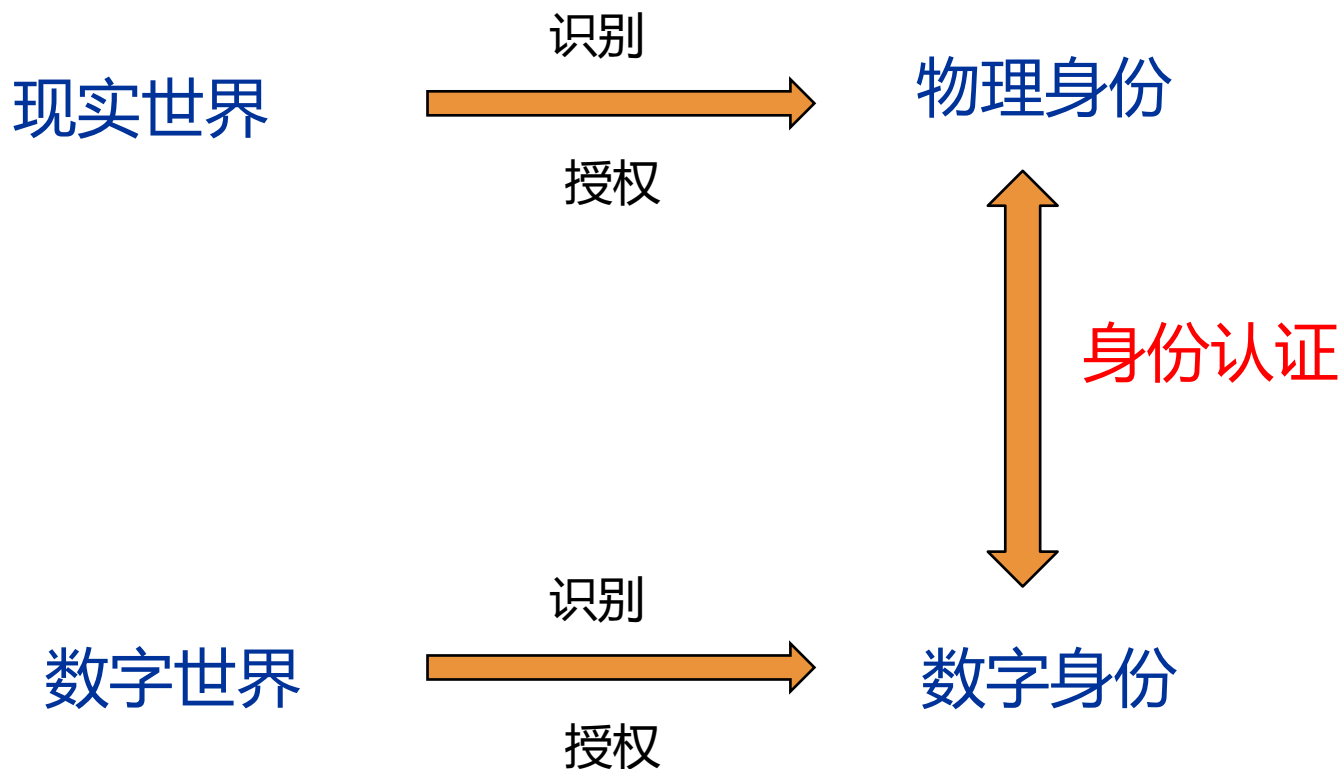 识别
现实世界
物理身份
授权
身份认证
识别
数字世界
数字身份
授权